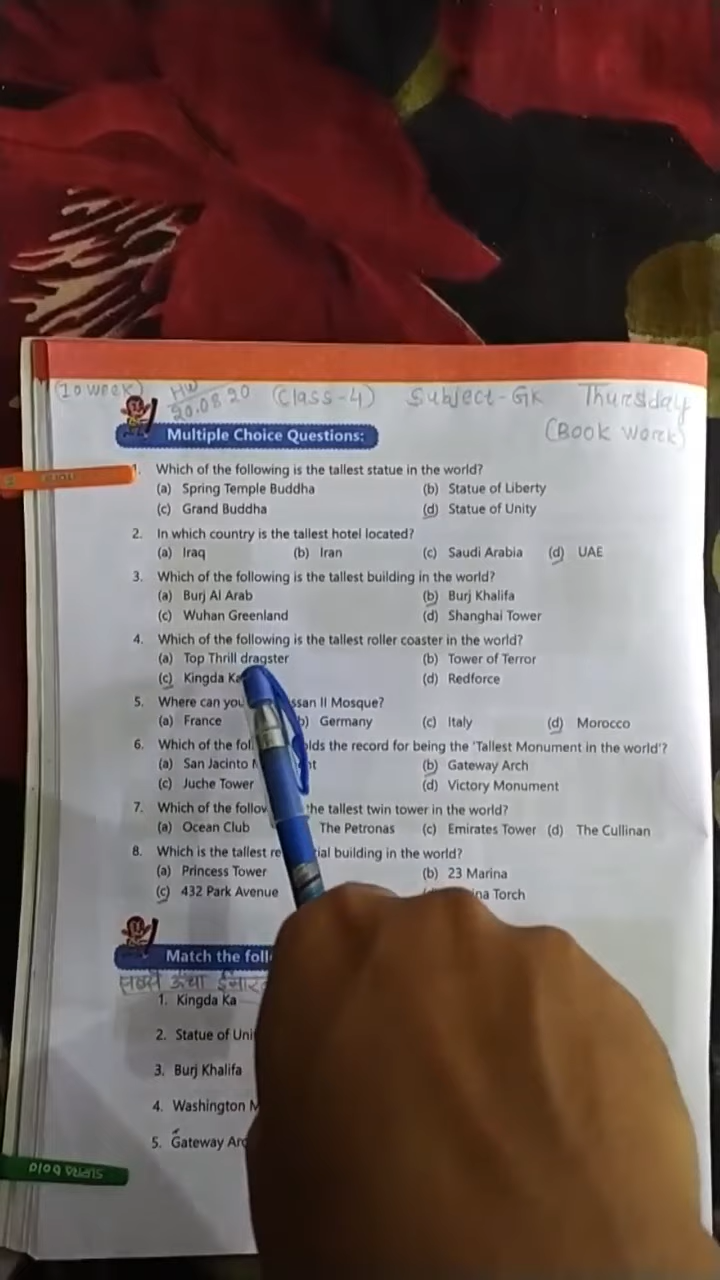 (10 week) HW 20.08.20 (Class-4) Subject-GK Thursday
(Book Work)
Multiple Choice Questions:
1. Which of the following is the tallest statue in the world?
(a) Spring Temple Buddha (b) Statue of Liberty
(c) Grand Buddha (d) Statue of Unity
2. In which country is the tallest hotel located?
(a) Iraq (b) Iran (c) Saudi Arabia (d) UAE
3. Which of the following is the tallest building in the world?
(a) Burj Al Arab (b) Burj Khalifa
(c) Wuhan Greenland (d) Shanghai Tower
4. Which of the following is the tallest roller coaster in the world?
(a) Top Thrill dragster (b) Tower of Terror
(c) Kingda Ka (d) Redforce
5. Where can you ssan II Mosque?
(a) France b) Germany (c) Italy (d) Morocco
6. Which of the fol lds the record for being the 'Tallest Monument in the world'?
(a) San Jacinto (b) Gateway Arch
(c) Juche Tower (d) Victory Monument
7. Which of the follow the tallest twin tower in the world?
(a) Ocean Club The Petronas (c) Emirates Tower (d) The Cullinan
8. Which is the tallest re ial building in the world?
(a) Princess Tower (b) 23 Marina
(c) 432 Park Avenue na Torch
Match the foll
सबसे ऊंचा ईमारत
1. Kingda Ka
2. Statue of Uni
3. Burj Khalifa
4. Washington M
5. Gateway Arc